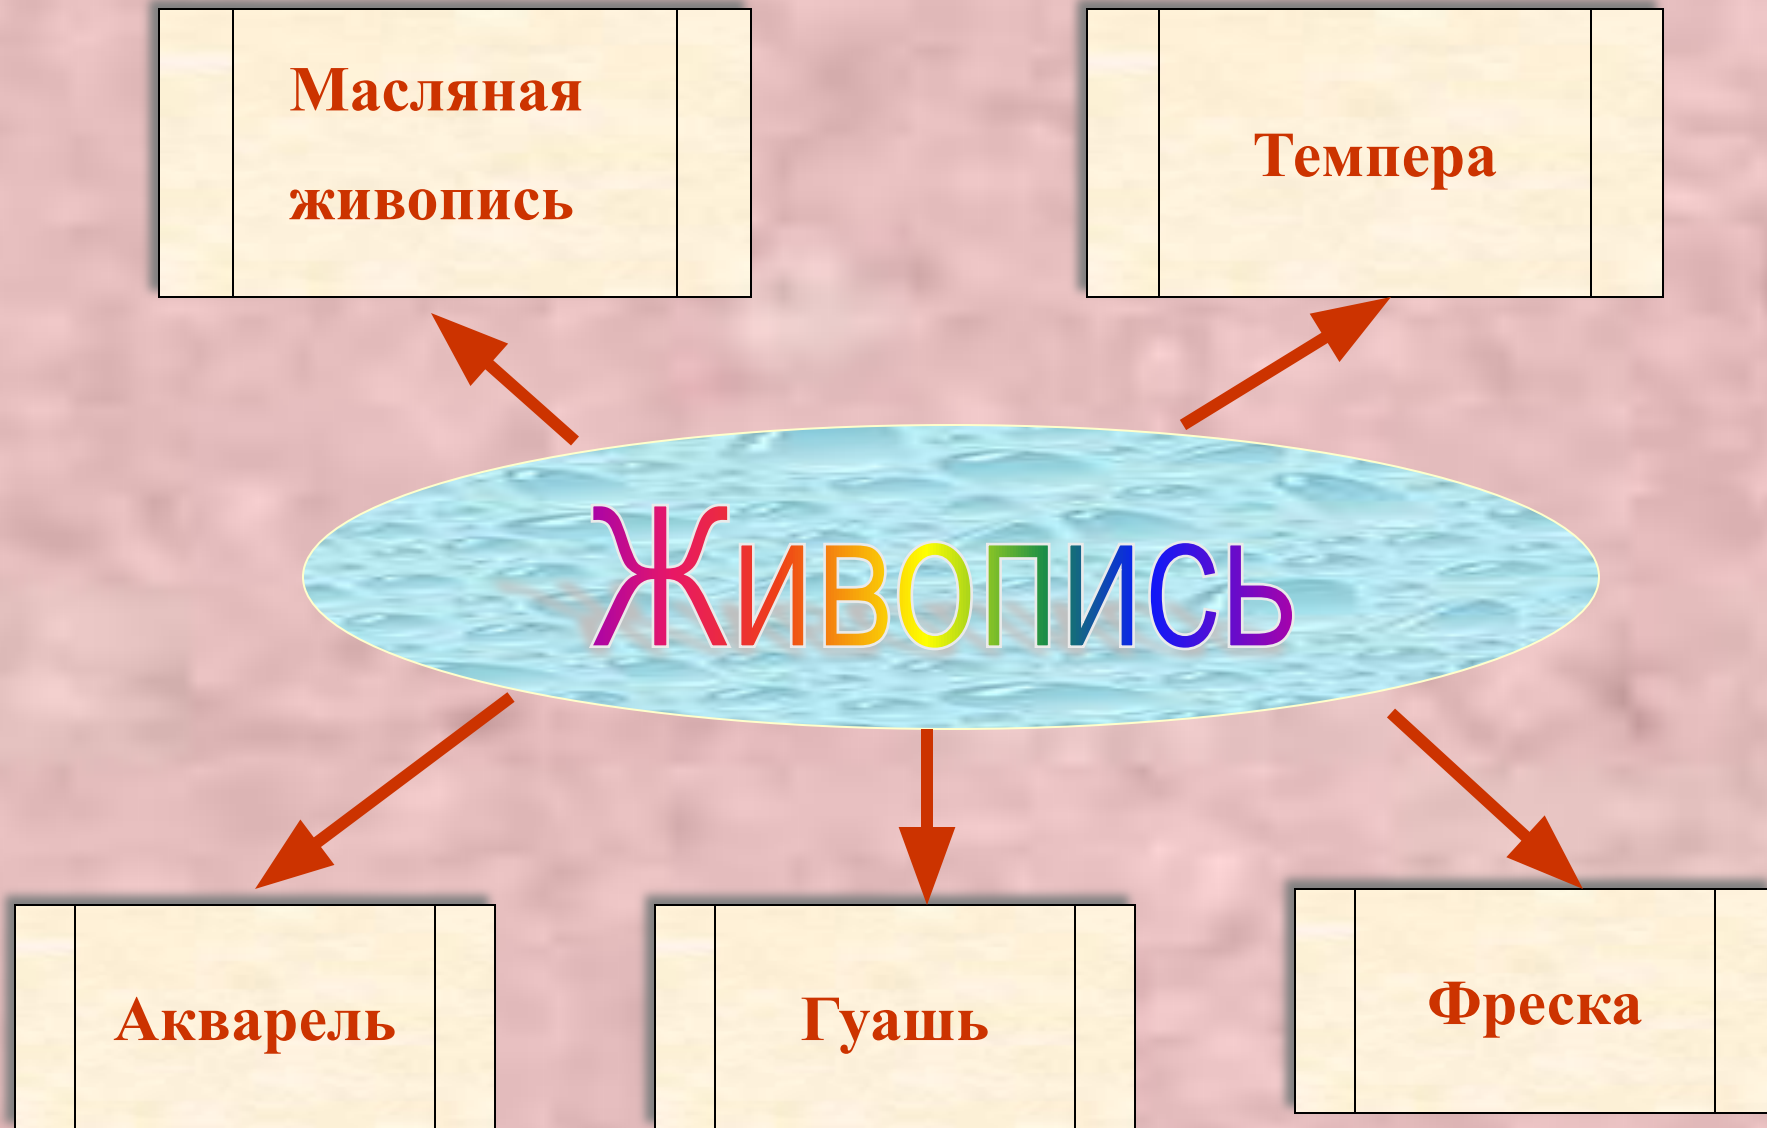 Масляная
живопись
Темпера
Живопись
Акварель
Гуашь
Фреска